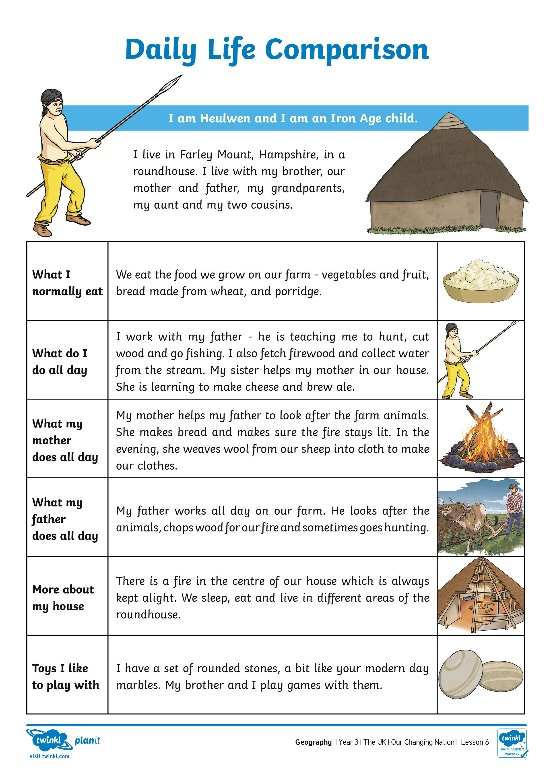 Daily Life Comparison
I am Heulwen and I am an Iron Age child.
I live in Farley Mount, Hampshire, in a
roundhouse. I live with my brother, our
mother and father, my grandparents,
my aunt and my two cousins.
What I
normally eat
We eat the food we grow on our farm - vegetables and fruit,
bread made from wheat, and porridge.
What do I
do all day
I work with my father - he is teaching me to hunt, cut
wood and go fishing. I also fetch firewood and collect water
from the stream. My sister helps my mother in our house.
She is learning to make cheese and brew ale.
What my
mother
does all day
My mother helps my father to look after the farm animals.
She makes bread and makes sure the fire stays lit. In the
evening, she weaves wool from our sheep into cloth to make
our clothes.
What my
father
does all day
My father works all day on our farm. He looks after the
animals, chops wood for our fire and sometimes goes hunting.
More about
my house
There is a fire in the centre of our house which is always
kept alight. We sleep, eat and live in different areas of the
roundhouse.
Toys I like
to play with
I have a set of rounded stones, a bit like your modern day
marbles. My brother and I play games with them.
twinkl planit
visit twinkl.com
Geography | Year 3 | The UK | Our Changing Nation | Lesson 6
twinkl